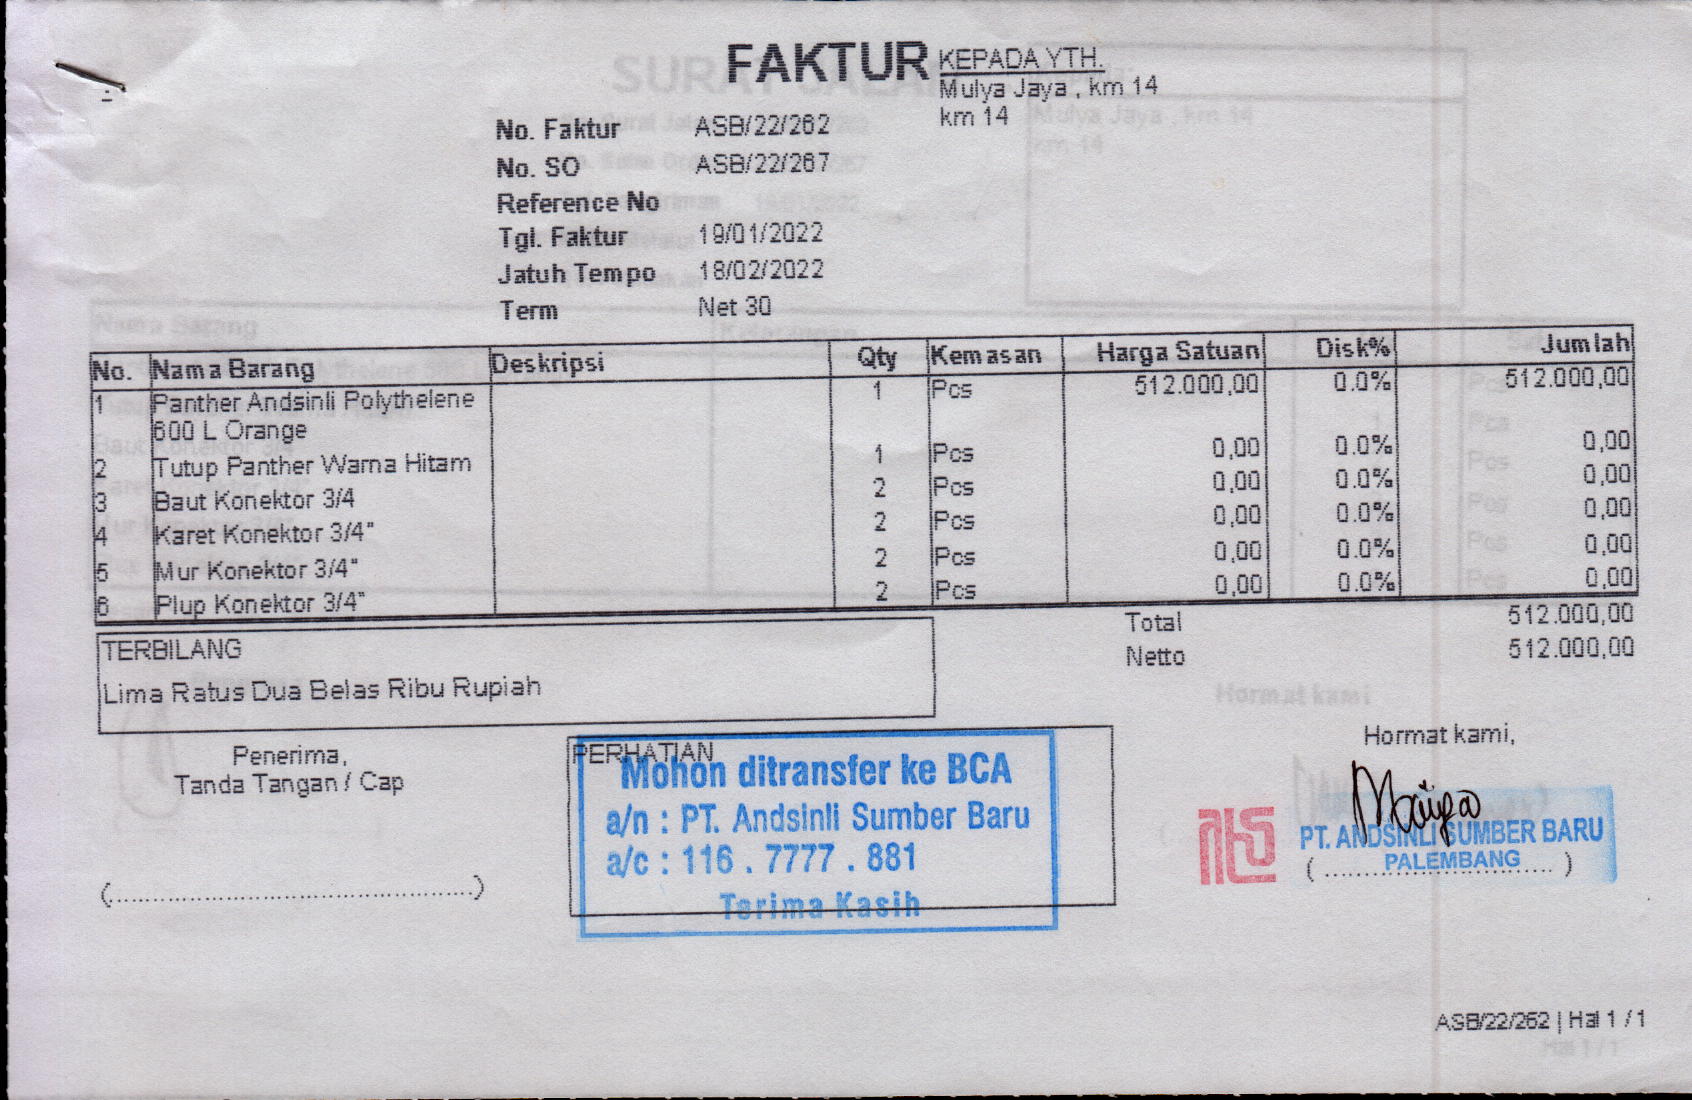 FAKTUR
KEPADA YTH.
Mulya Jaya , km 14
km 14
No. Faktur ASB/22/262
No. SO ASB/22/267
Reference No
Tgl. Faktur 19/01/2022
Jatuh Tempo 18/02/2022
Term Net 30
No. Nama Barang Deskripsi Qty Kemasan Harga Satuan Disk% Jumlah
1 Panther Andsinli Polythelene 1 Pcs 512.000,00 0.0% 512.000,00
600 L Orange
2 Tutup Panther Warna Hitam 1 Pcs 0,00 0.0% 0,00
3 Baut Konektor 3/4 2 Pcs 0,00 0.0% 0,00
4 Karet Konektor 3/4" 2 Pcs 0,00 0.0% 0,00
5 Mur Konektor 3/4" 2 Pcs 0,00 0.0% 0,00
6 Plup Konektor 3/4" 2 Pcs 0,00 0.0% 0,00
Total 512.000,00
Netto 512.000,00
TERBILANG
Lima Ratus Dua Belas Ribu Rupiah
Penerima,
Tanda Tangan / Cap
(................................................)
PERHATIAN
Mohon ditransfer ke BCA
a/n : PT. Andsinli Sumber Baru
a/c : 116 . 7777 . 881
Terima Kasih
Hormat kami,
PT. ANDSINLI SUMBER BARU
PALEMBANG
( .............................. )
ASB/22/262 | Hal 1 / 1